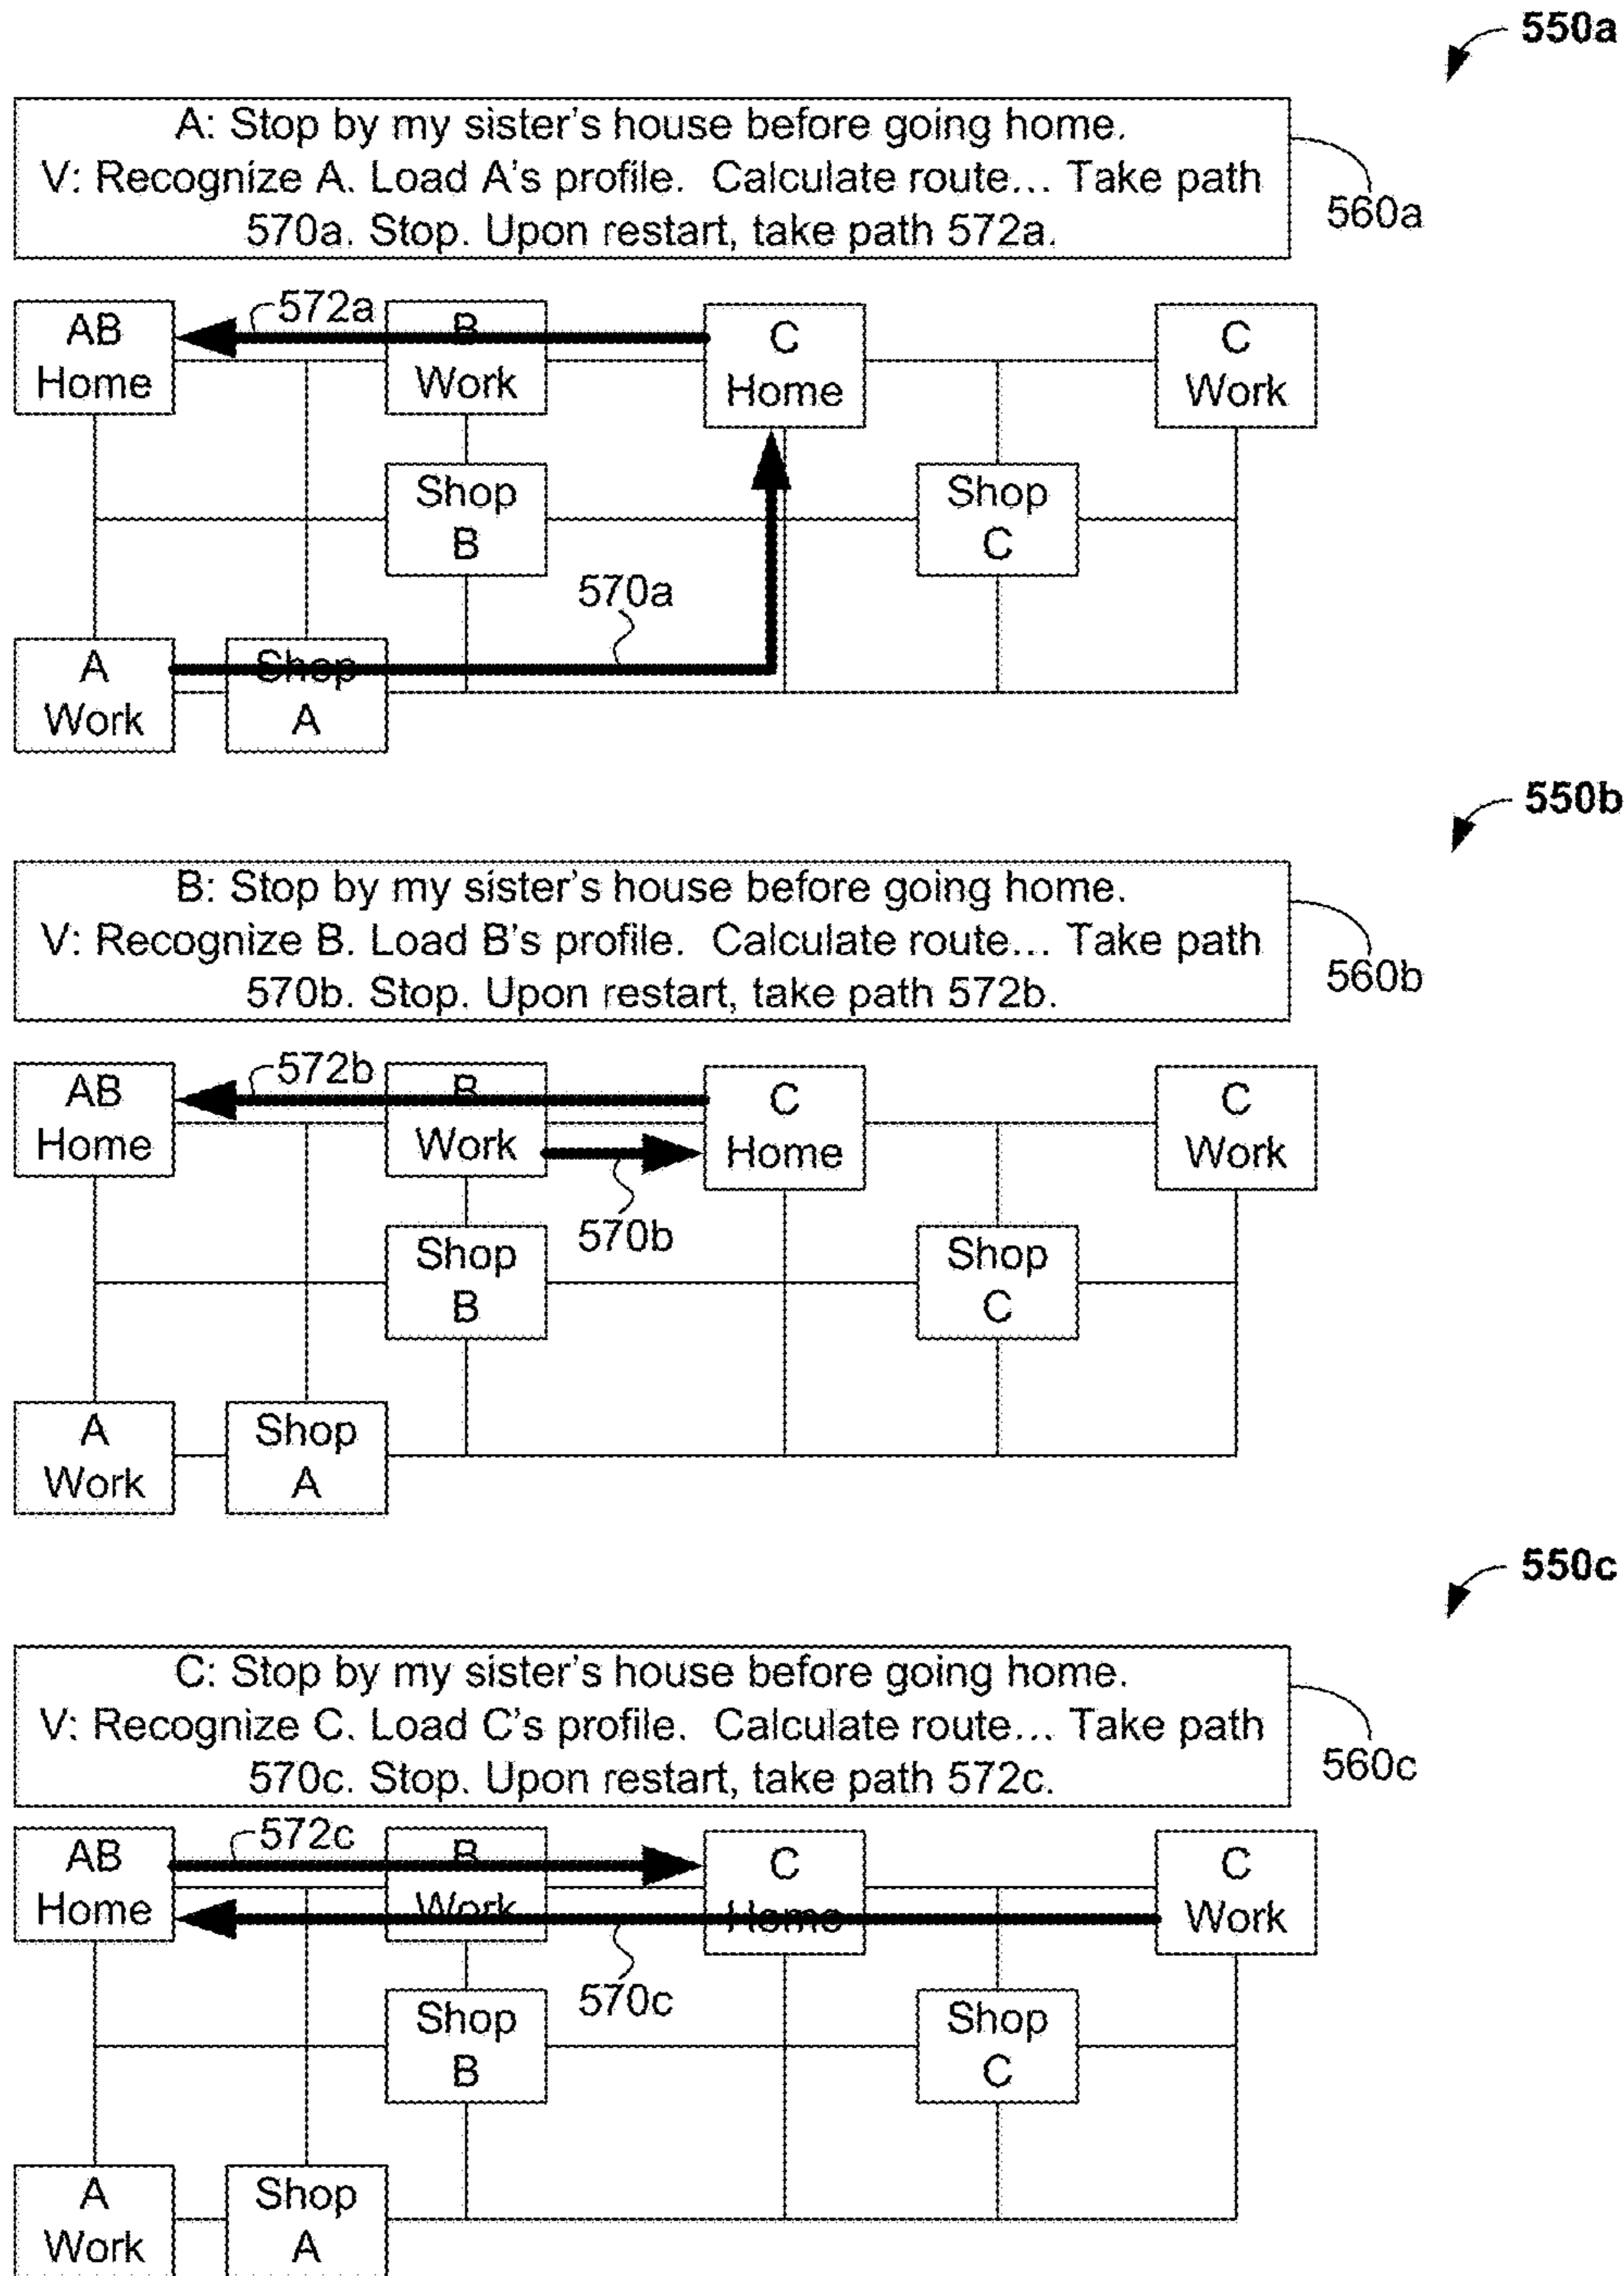 550a
A: Stop by my sister's house before going home.
V: Recognize A. Load A's profile. Calculate route... Take path
570a. Stop. Upon restart, take path 572a.
560a
572a
AB
Home
B
Work
C
Home
C
Work
Shop
B
Shop
C
570a
A
Work
Shop
A
550b
B: Stop by my sister's house before going home.
V: Recognize B. Load B's profile. Calculate route... Take path
570b. Stop. Upon restart, take path 572b.
560b
572b
AB
Home
B
Work
C
Home
C
Work
570b
Shop
B
Shop
C
A
Work
Shop
A
550c
C: Stop by my sister's house before going home.
V: Recognize C. Load C's profile. Calculate route... Take path
570c. Stop. Upon restart, take path 572c.
560c
572c
AB
Home
B
Work
C
Home
C
Work
570c
Shop
B
Shop
C
A
Work
Shop
A